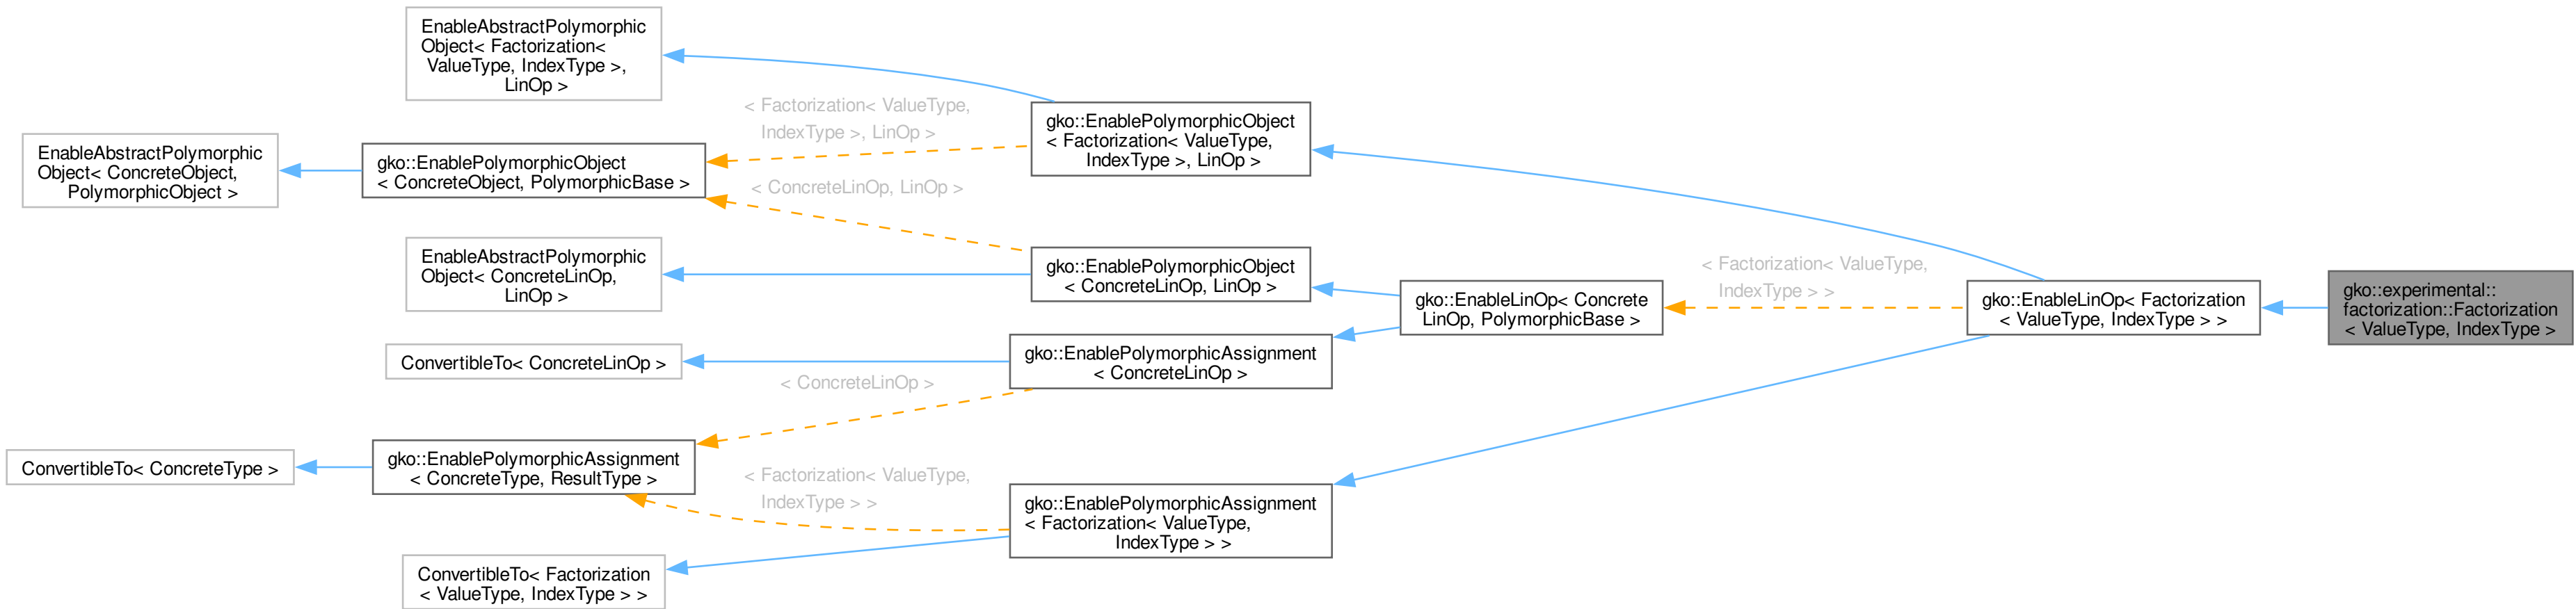 EnableAbstractPolymorphic
Object< Factorization<
ValueType, IndexType >,
LinOp >
< Factorization< ValueType,
IndexType >, LinOp >
gko::EnablePolymorphicObject
< Factorization< ValueType,
IndexType >, LinOp >
EnableAbstractPolymorphic
Object< ConcreteObject,
PolymorphicObject >
gko::EnablePolymorphicObject
< ConcreteObject, PolymorphicBase >
< ConcreteLinOp, LinOp >
EnableAbstractPolymorphic
Object< ConcreteLinOp,
LinOp >
gko::EnablePolymorphicObject
< ConcreteLinOp, LinOp >
gko::EnableLinOp< Concrete
LinOp, PolymorphicBase >
< Factorization< ValueType,
IndexType > >
gko::EnableLinOp< Factorization
< ValueType, IndexType > >
gko::experimental::
factorization::Factorization
< ValueType, IndexType >
ConvertibleTo< ConcreteLinOp >
gko::EnablePolymorphicAssignment
< ConcreteLinOp >
< ConcreteLinOp >
ConvertibleTo< ConcreteType >
gko::EnablePolymorphicAssignment
< ConcreteType, ResultType >
< Factorization< ValueType,
IndexType > >
gko::EnablePolymorphicAssignment
< Factorization< ValueType,
IndexType > >
ConvertibleTo< Factorization
< ValueType, IndexType > >